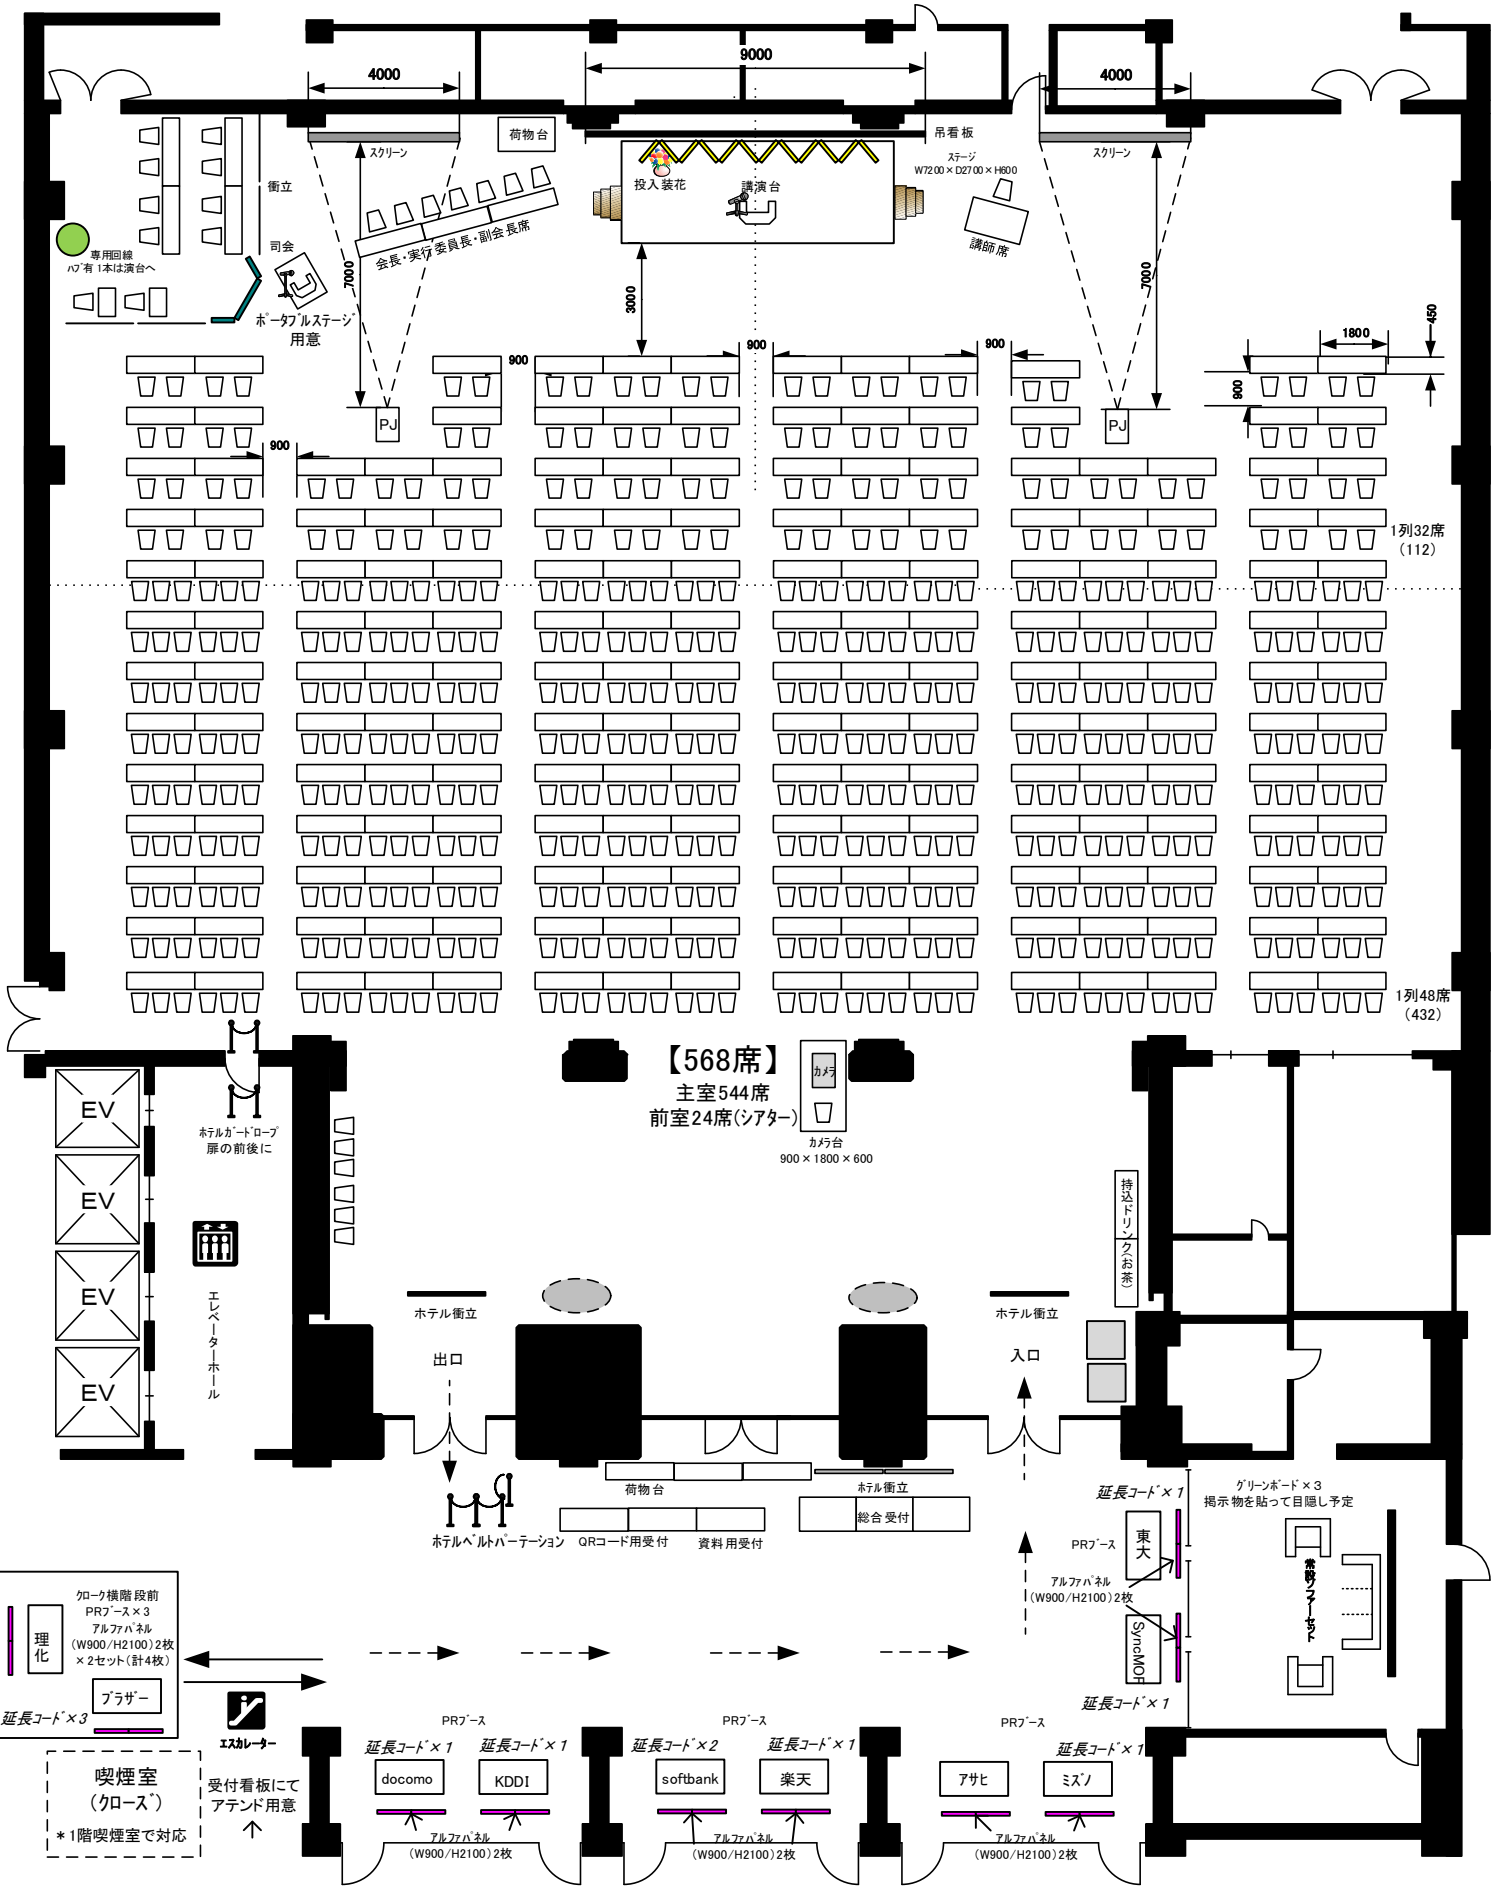 9000
4000
4000
荷物台
吊看板
スクリーン
スクリーン
ステージ
W7200×D2700×H600
投入装花
講演台
衝立
司会
会長・実行委員長・副会長席
講師席
専用回線
ハブ有 1本は演台へ
ポータブルステージ
用意
7000
3000
7000
450
1800
900
900
900
900
900
PJ
PJ
1列32席
(112)
1列48席
(432)
【568席】
主室544席
前室24席(シアター)
カメラ
カメラ台
900×1800×600
EV
EV
EV
EV
ホテルガードロープ
扉の前後に
エレベーターホール
持込ドリンク(お茶)
ホテル衝立
ホテル衝立
出口
入口
荷物台
ホテル衝立
ホテルベルトパーテーション
QRコード用受付
資料用受付
総合受付
延長コード×1
グリーンボード×3
掲示物を貼って目隠し予定
PRブース
東大
アルファパネル
(W900/H2100)2枚
SyncMOF
延長コード×1
常設ソファーセット
クローク横階段前
PRブース×3
アルファパネル
(W900/H2100)2枚
×2セット(計4枚)
理化
ブラザー
延長コード×3
エスカレーター
PRブース
PRブース
PRブース
延長コード×1
延長コード×1
延長コード×2
延長コード×1
延長コード×1
docomo
KDDI
softbank
楽天
アサヒ
ミズノ
アルファパネル
(W900/H2100)2枚
アルファパネル
(W900/H2100)2枚
アルファパネル
(W900/H2100)2枚
喫煙室
(クローズ)
*1階喫煙室で対応
受付看板にて
アテンド用意